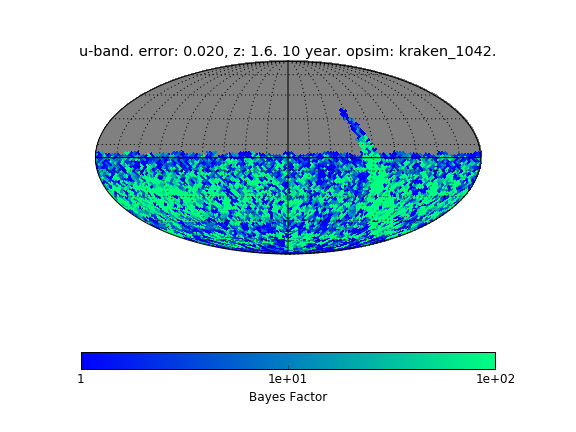 u-band. error: 0.020, z: 1.6. 10 year. opsim: kraken_1042.
1 1e+01 1e+02
Bayes Factor